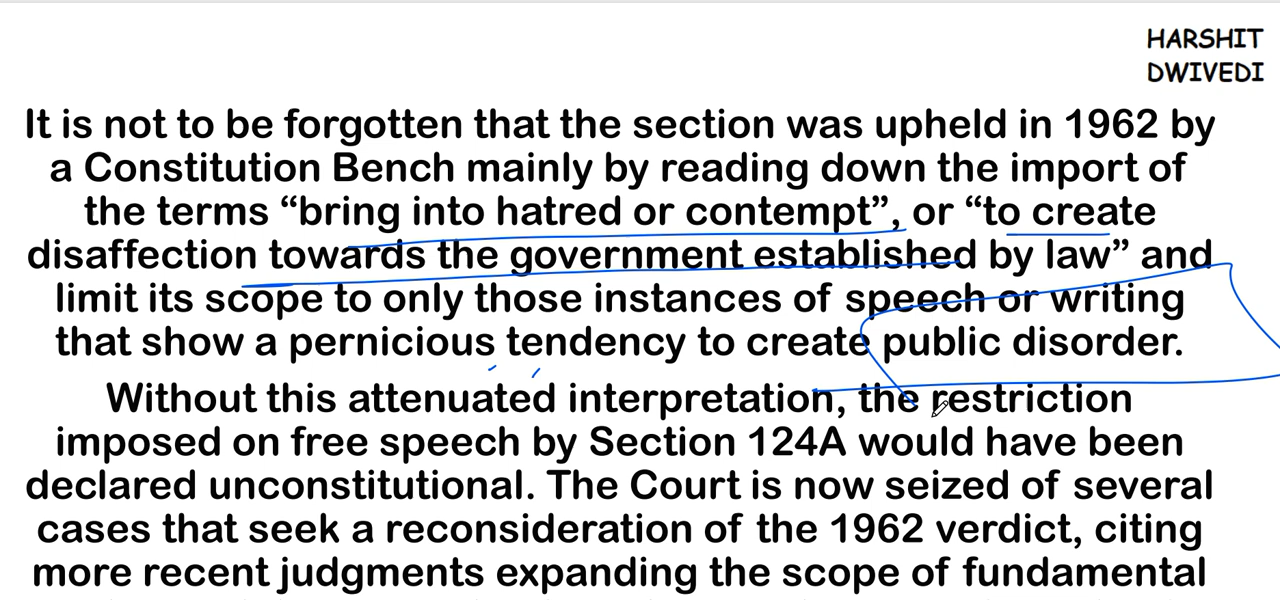 HARSHIT
DWIVEDI
It is not to be forgotten that the section was upheld in 1962 by
a Constitution Bench mainly by reading down the import of
the terms “bring into hatred or contempt”, or “to create
disaffection towards the government established by law” and
limit its scope to only those instances of speech or writing
that show a pernicious tendency to create public disorder.
Without this attenuated interpretation, the restriction
imposed on free speech by Section 124A would have been
declared unconstitutional. The Court is now seized of several
cases that seek a reconsideration of the 1962 verdict, citing
more recent judgments expanding the scope of fundamental